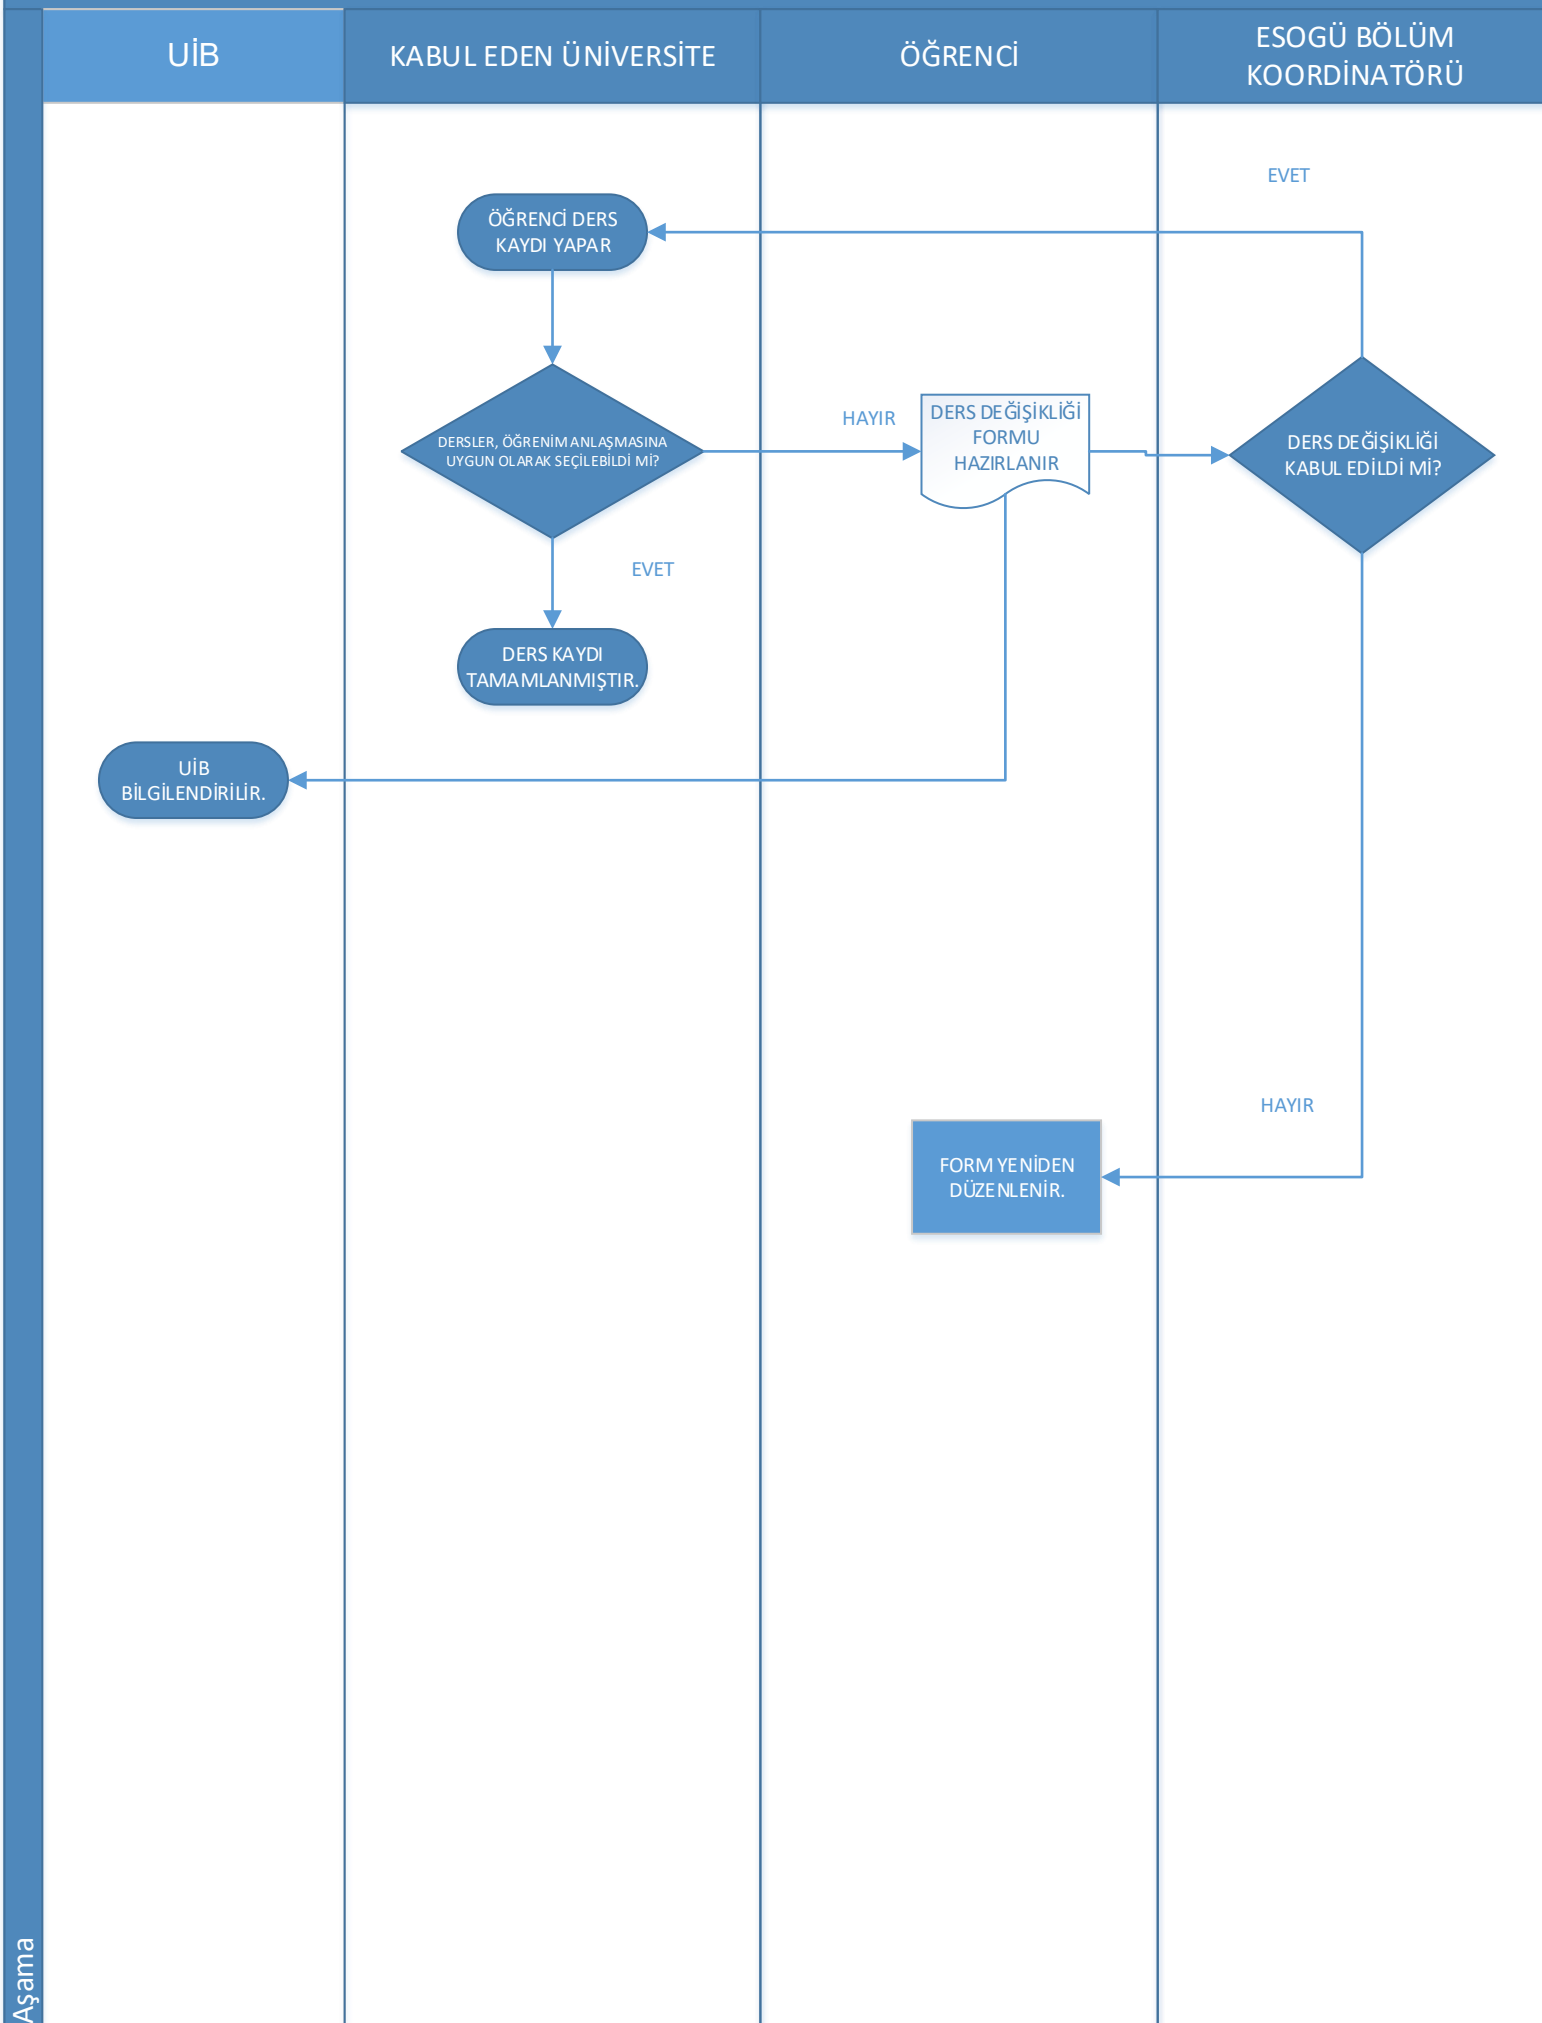 UİB
KABUL EDEN ÜNİVERSİTE
ÖĞRENCİ
ESOGÜ BÖLÜM
KOORDİNATÖRÜ
EVET
ÖĞRENCİ DERS
KAYDI YAPAR
HAYIR
DERS DEĞİŞİKLİĞİ
FORMU
HAZIRLANIR
DERSLER, ÖĞRENİM ANLAŞMASINA
UYGUN OLARAK SEÇİLEBİLDİ Mİ?
DERS DEĞİŞİKLİĞİ
KABUL EDİLDİ Mİ?
EVET
DERS KAYDI
TAMAMLANMIŞTIR.
UİB
BİLGİLENDİRİLİR.
HAYIR
FORM YENİDEN
DÜZENLENİR.
Aşama